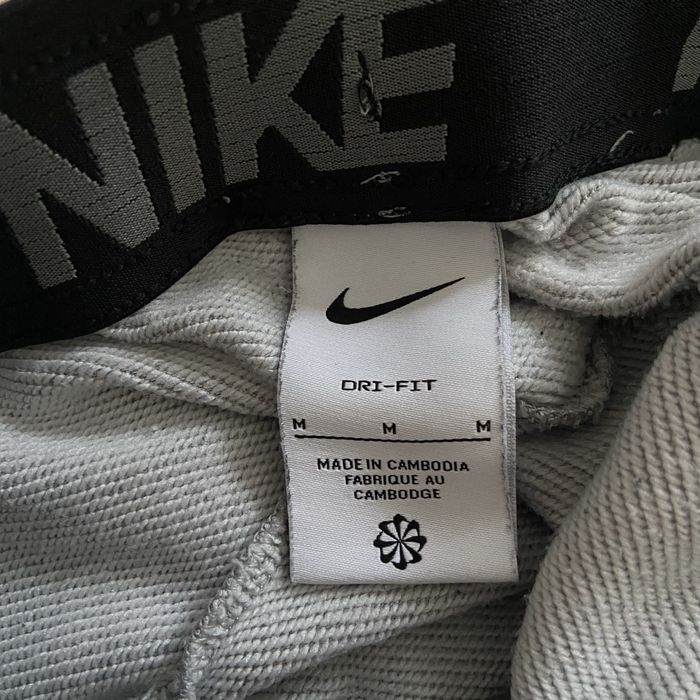 NIKE
DRI-FIT
M M M
MADE IN CAMBODIA
FABRIQUE AU
CAMBODGE